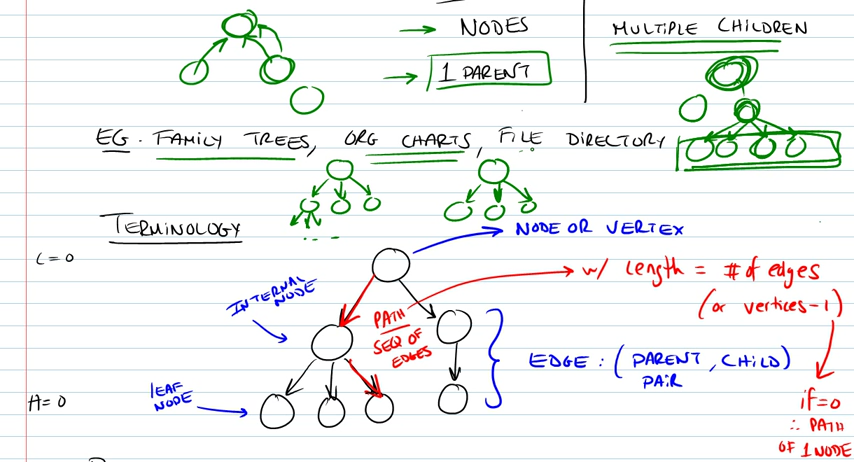 → NODES
→ 1 PARENT
MULTIPLE CHILDREN
EG. FAMILY TREES, ORG CHARTS, FILE DIRECTORY
TERMINOLOGY
NODE OR VERTEX
L=0
INTERNAL
NODE
PATH
SEQ OF
EDGES
→ w/ length = # of edges
(or vertices-1)
EDGE: (PARENT, CHILD)
PAIR
LEAF
NODE
H=0
if=0
∴ PATH
OF 1 NODE